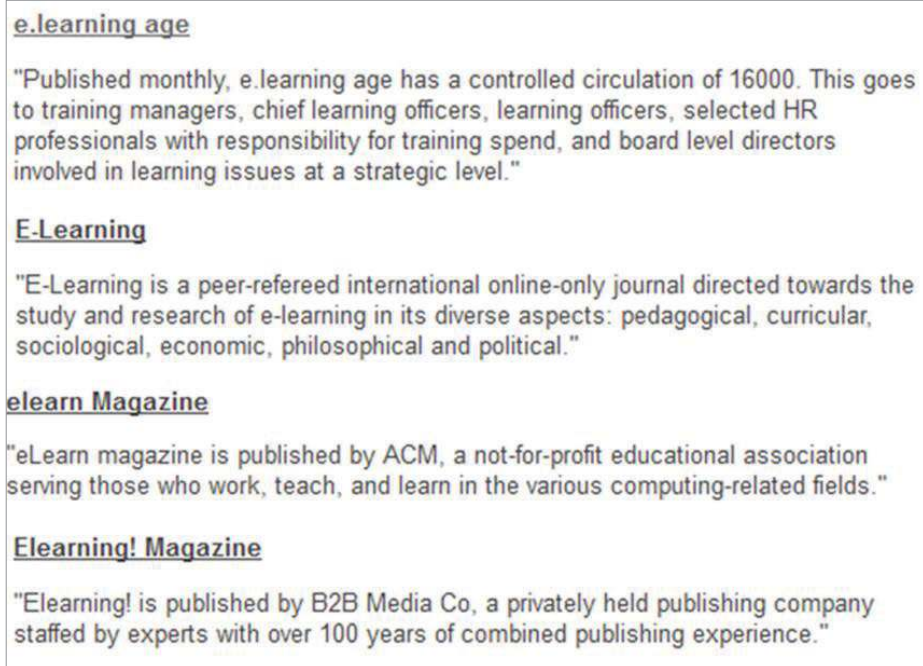 e.learning age
"Published monthly, e.learning age has a controlled circulation of 16000. This goes
to training managers, chief learning officers, learning officers, selected HR
professionals with responsibility for training spend, and board level directors
involved in learning issues at a strategic level."
E-Learning
"E-Learning is a peer-refereed international online-only journal directed towards the
study and research of e-learning in its diverse aspects: pedagogical, curricular,
sociological, economic, philosophical and political."
elearn Magazine
"eLearn magazine is published by ACM, a not-for-profit educational association
serving those who work, teach, and learn in the various computing-related fields."
Elearning! Magazine
"Elearning! is published by B2B Media Co, a privately held publishing company
staffed by experts with over 100 years of combined publishing experience."